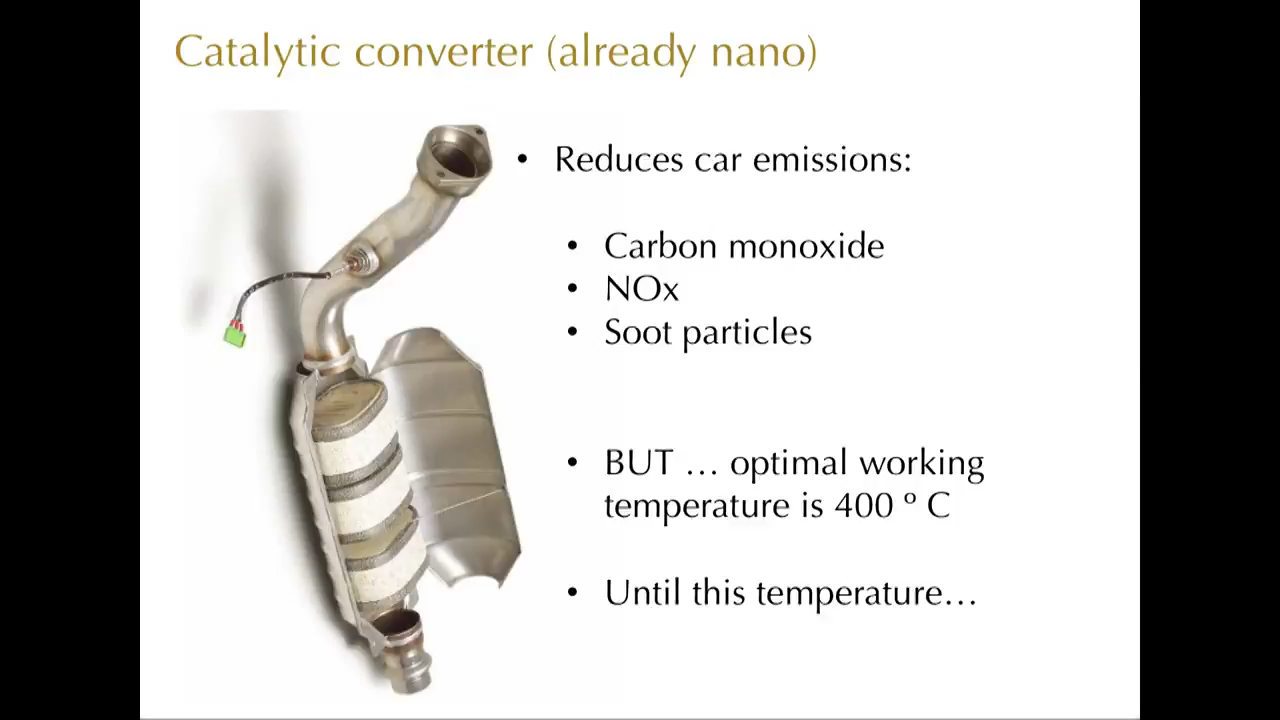 Catalytic converter (already nano)
• Reduces car emissions:
• Carbon monoxide
• NOx
• Soot particles
• BUT … optimal working
temperature is 400 º C
• Until this temperature…